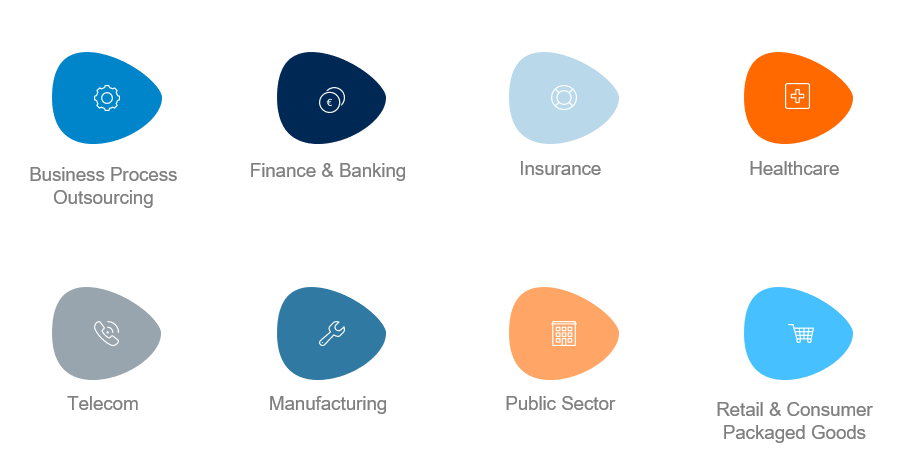 Business Process
Outsourcing
Finance & Banking
Insurance
Healthcare
Telecom
Manufacturing
Public Sector
Retail & Consumer
Packaged Goods